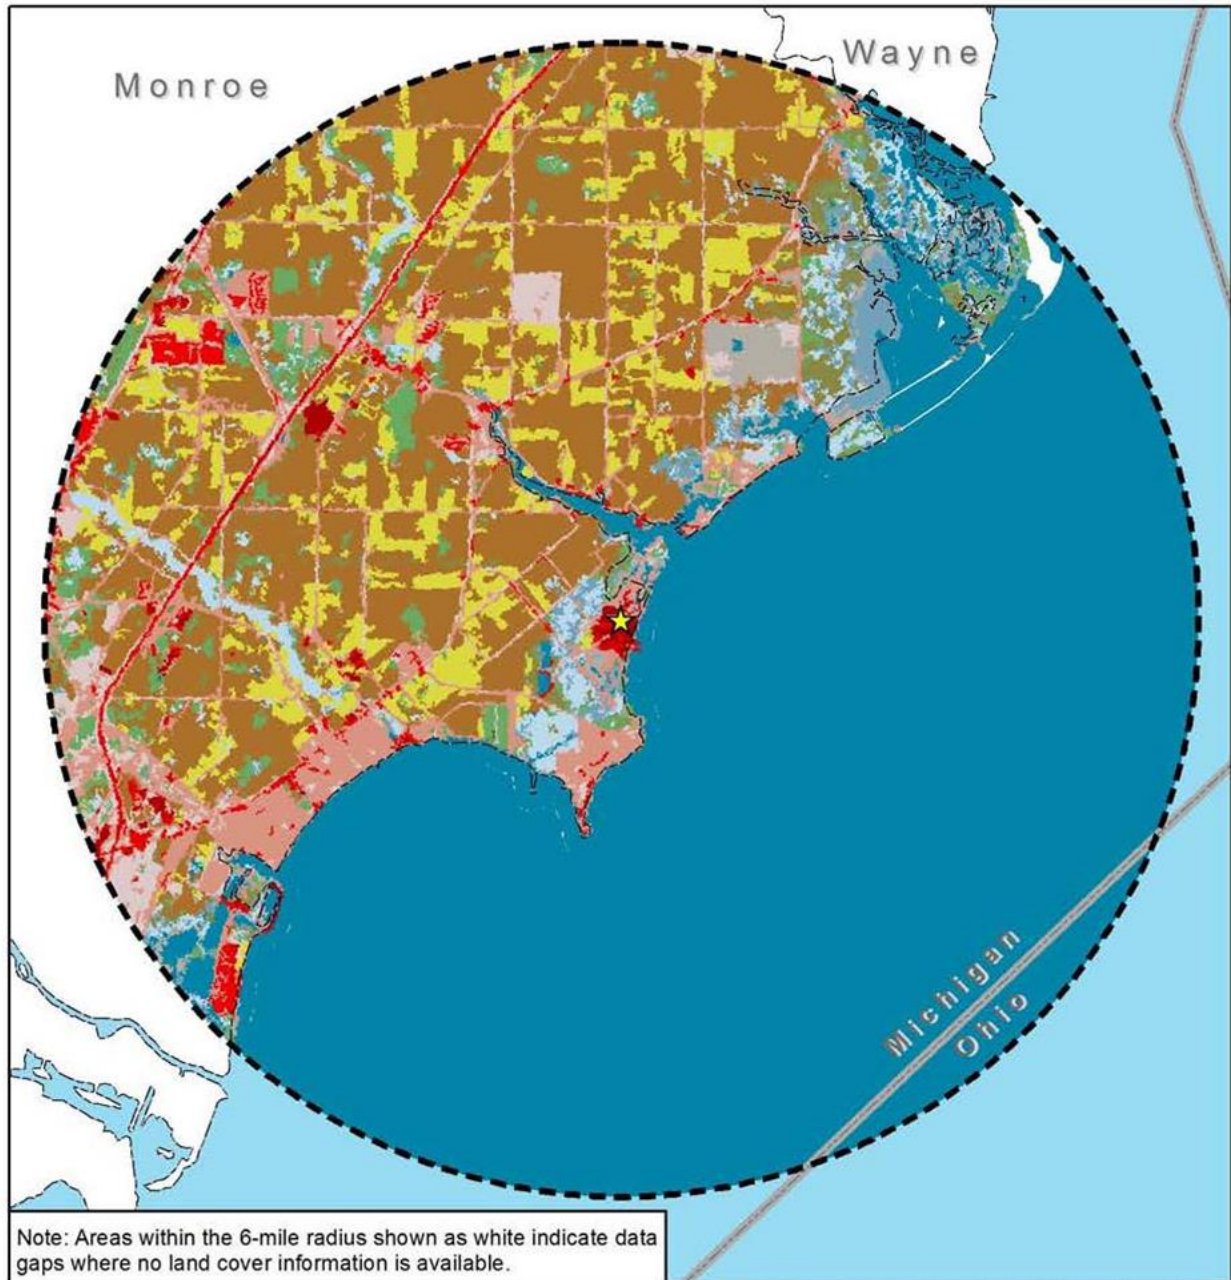 Monroe
Wayne
Michigan
Ohio
Note: Areas within the 6-mile radius shown as white indicate data
gaps where no land cover information is available.